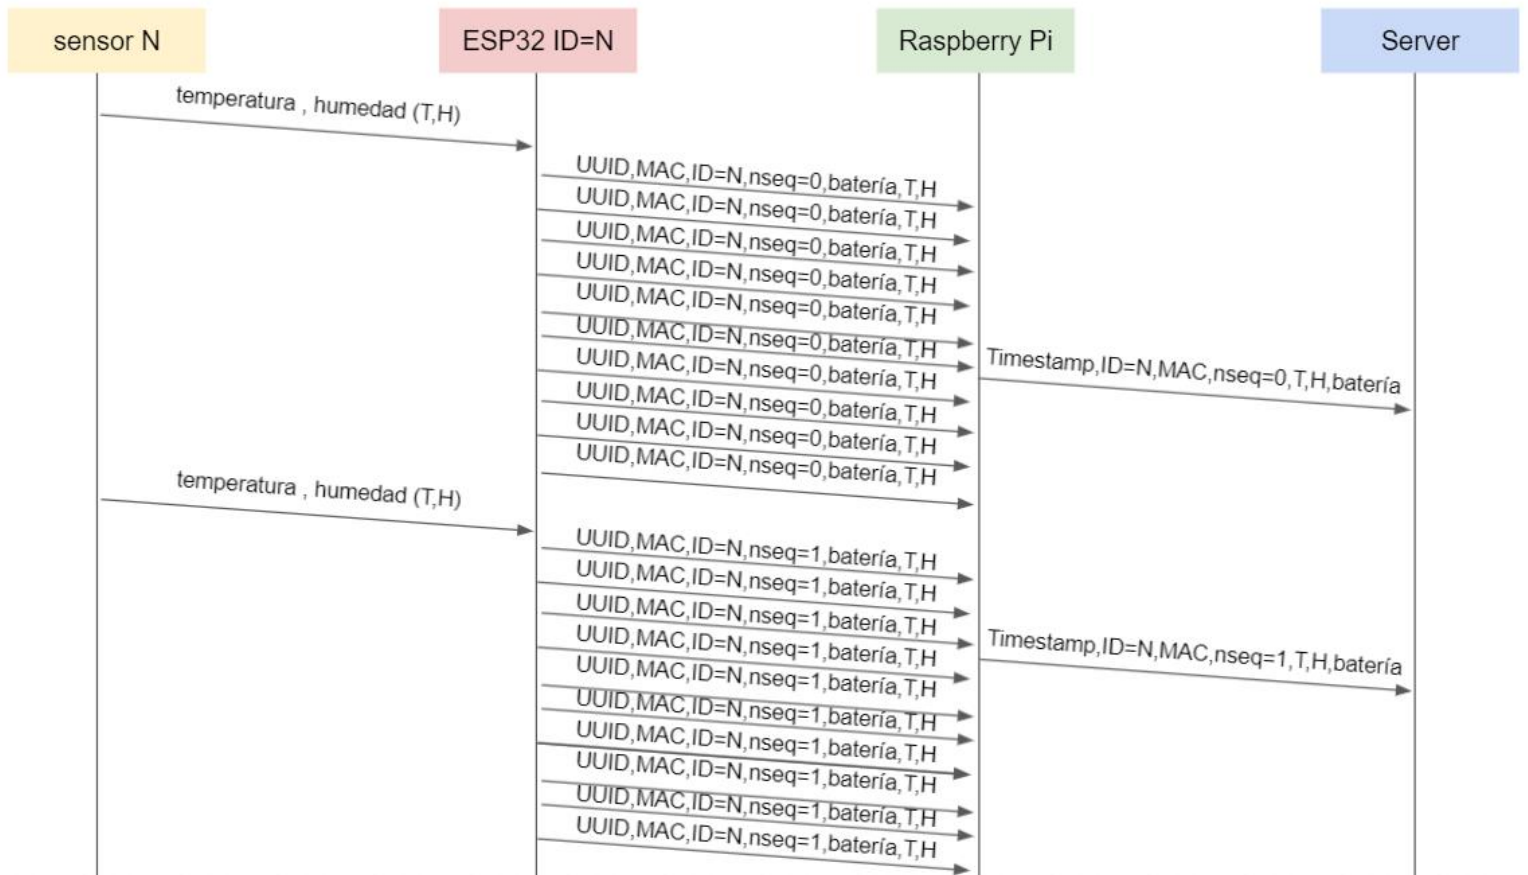 sensor N
ESP32 ID=N
Raspberry Pi
Server
temperatura , humedad (T,H)
UUID,MAC,ID=N,nseq=0,batería,T,H
UUID,MAC,ID=N,nseq=0,batería,T,H
UUID,MAC,ID=N,nseq=0,batería,T,H
UUID,MAC,ID=N,nseq=0,batería,T,H
UUID,MAC,ID=N,nseq=0,batería,T,H
UUID,MAC,ID=N,nseq=0,batería,T,H
UUID,MAC,ID=N,nseq=0,batería,T,H
Timestamp,ID=N,MAC,nseq=0,T,H,batería
UUID,MAC,ID=N,nseq=0,batería,T,H
UUID,MAC,ID=N,nseq=0,batería,T,H
UUID,MAC,ID=N,nseq=0,batería,T,H
temperatura , humedad (T,H)
UUID,MAC,ID=N,nseq=1,batería,T,H
UUID,MAC,ID=N,nseq=1,batería,T,H
UUID,MAC,ID=N,nseq=1,batería,T,H
UUID,MAC,ID=N,nseq=1,batería,T,H
Timestamp,ID=N,MAC,nseq=1,T,H,batería
UUID,MAC,ID=N,nseq=1,batería,T,H
UUID,MAC,ID=N,nseq=1,batería,T,H
UUID,MAC,ID=N,nseq=1,batería,T,H
UUID,MAC,ID=N,nseq=1,batería,T,H
UUID,MAC,ID=N,nseq=1,batería,T,H
UUID,MAC,ID=N,nseq=1,batería,T,H